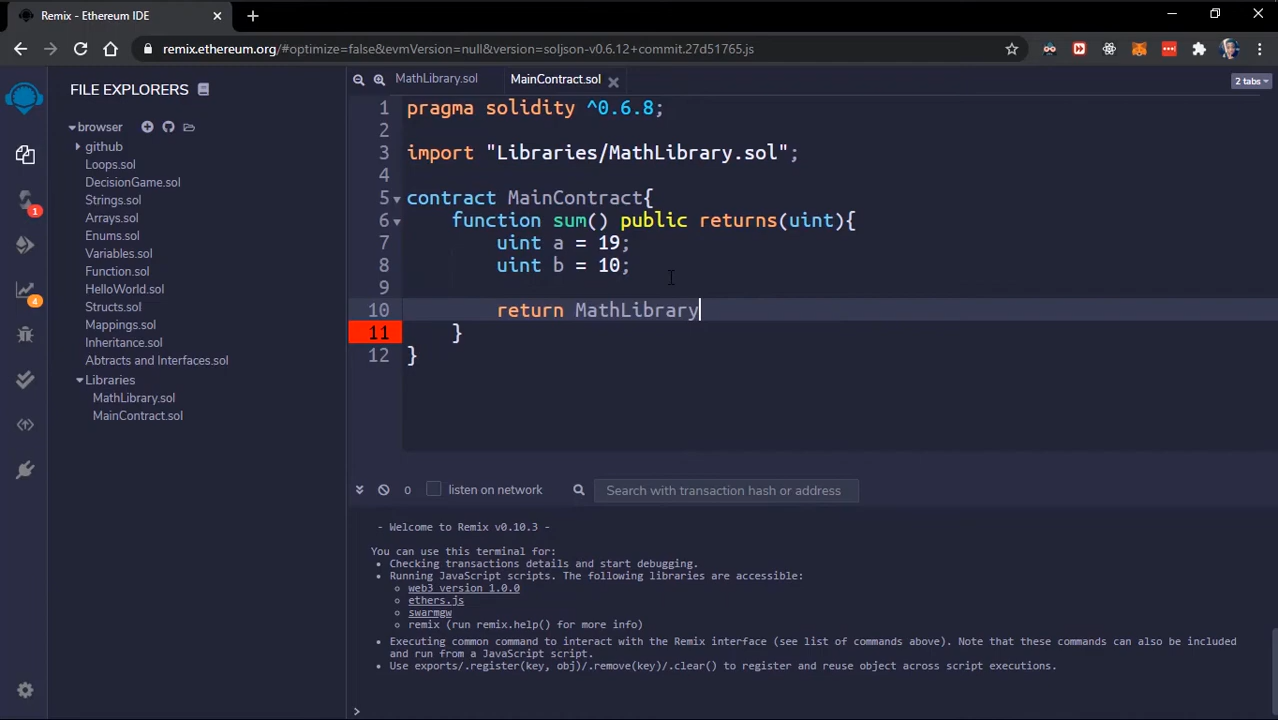 Remix - Ethereum IDE
remix.ethereum.org/#optimize=false&evmVersion=null&version=soljson-v0.6.12+commit.27d51765.js
FILE EXPLORERS
browser
github
Loops.sol
DecisionGame.sol
Strings.sol
Arrays.sol
Enums.sol
Variables.sol
Function.sol
HelloWorld.sol
Structs.sol
Mappings.sol
Inheritance.sol
Abtracts and Interfaces.sol
Libraries
MathLibrary.sol
MainContract.sol
1
4
MathLibrary.sol MainContract.sol 2 tabs
1 pragma solidity ^0.6.8;
2
3 import "Libraries/MathLibrary.sol";
4
5 contract MainContract{
6 function sum() public returns(uint){
7 uint a = 19;
8 uint b = 10;
9
10 return MathLibrary
11 }
12 }
0 listen on network Search with transaction hash or address
- Welcome to Remix v0.10.3 -
You can use this terminal for:
• Checking transactions details and start debugging.
• Running JavaScript scripts. The following libraries are accessible:
◦ web3 version 1.0.0
◦ ethers.js
◦ swarmgw
◦ remix (run remix.help() for more info)
• Executing common command to interact with the Remix interface (see list of commands above). Note that these commands can also be included
and run from a JavaScript script.
• Use exports/.register(key, obj)/.remove(key)/.clear() to register and reuse object across script executions.
>